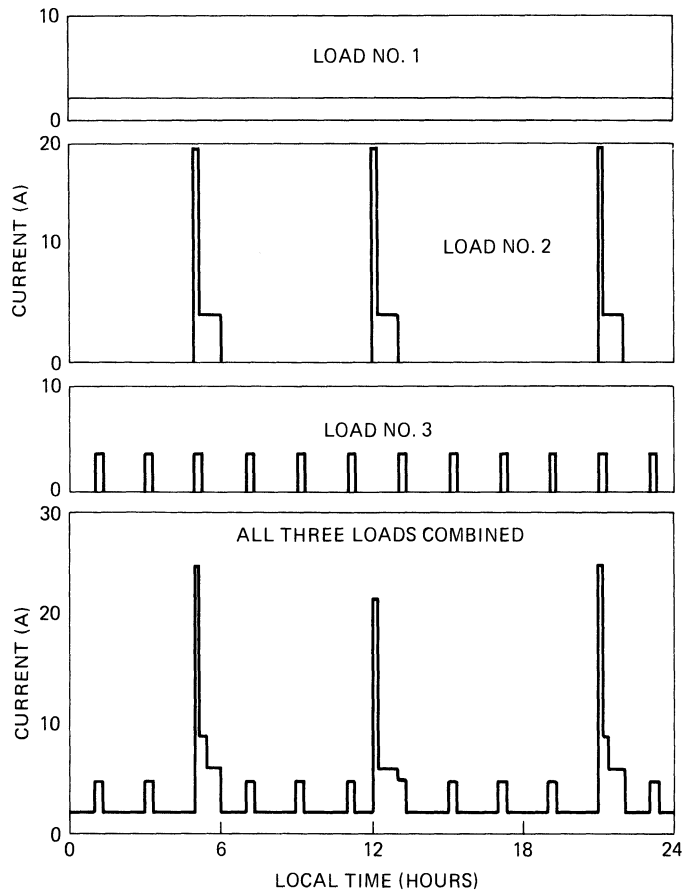 10
LOAD NO. 1
0
20
10
LOAD NO. 2
0
CURRENT (A)
10
LOAD NO. 3
0
30
ALL THREE LOADS COMBINED
20
10
0
CURRENT (A)
0 6 12 18 24
LOCAL TIME (HOURS)